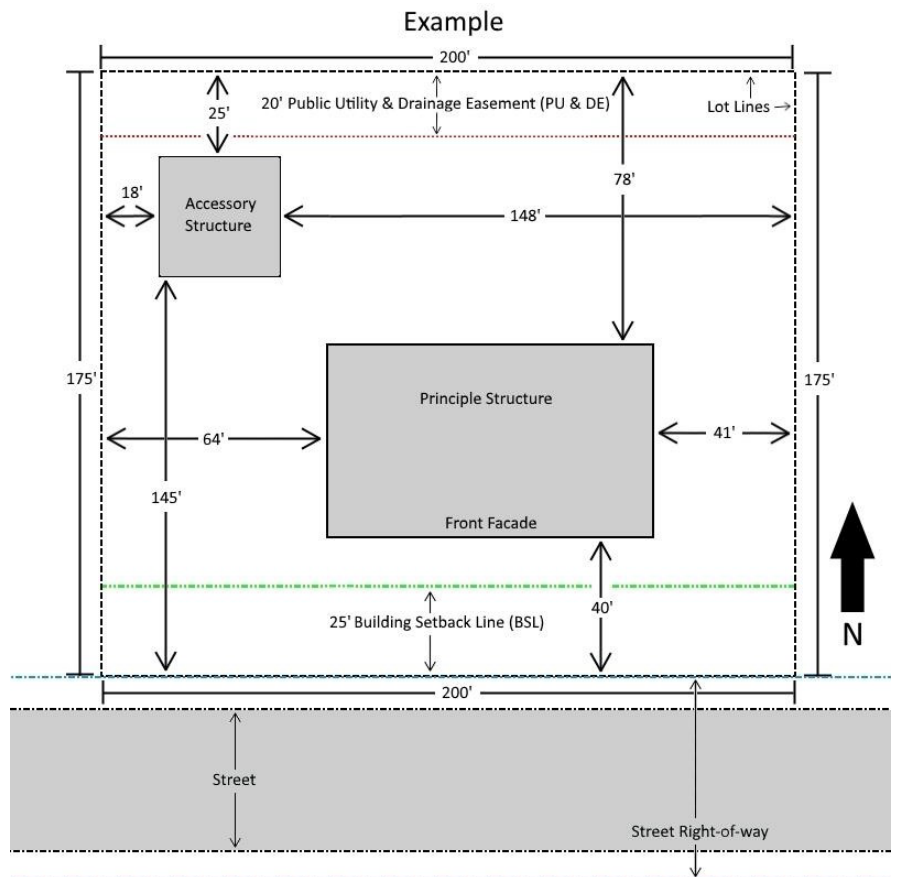 Example
200'
20' Public Utility & Drainage Easement (PU & DE)
Lot Lines
25'
78'
18'
Accessory
Structure
148'
175'
175'
Principle Structure
64'
41'
145'
Front Facade
40'
25' Building Setback Line (BSL)
N
200'
Street
Street Right-of-way